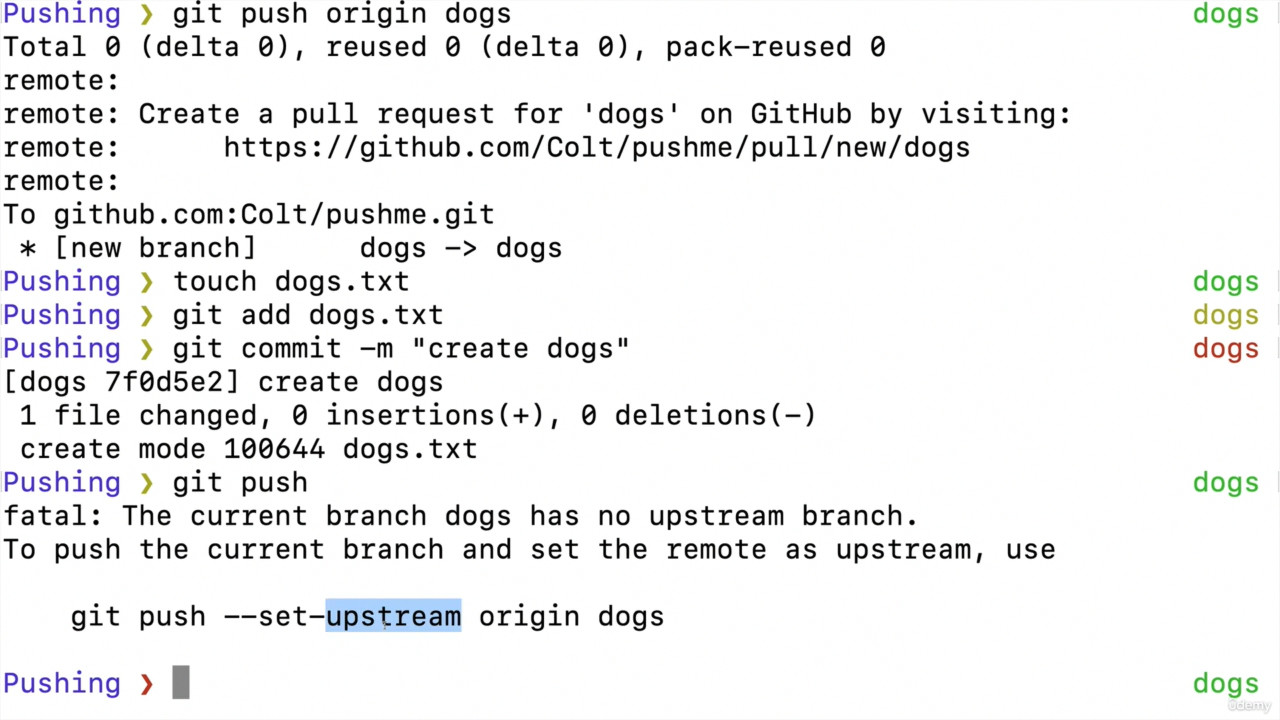 Pushing ❯ git push origin dogs dogs
Total 0 (delta 0), reused 0 (delta 0), pack-reused 0
remote:
remote: Create a pull request for 'dogs' on GitHub by visiting:
remote:      https://github.com/Colt/pushme/pull/new/dogs
remote:
To github.com:Colt/pushme.git
 * [new branch]      dogs -> dogs
Pushing ❯ touch dogs.txt dogs
Pushing ❯ git add dogs.txt dogs
Pushing ❯ git commit -m "create dogs" dogs
[dogs 7f0d5e2] create dogs
 1 file changed, 0 insertions(+), 0 deletions(-)
 create mode 100644 dogs.txt
Pushing ❯ git push dogs
fatal: The current branch dogs has no upstream branch.
To push the current branch and set the remote as upstream, use
    git push --set-upstream origin dogs
Pushing ❯ dogs
ûdemy